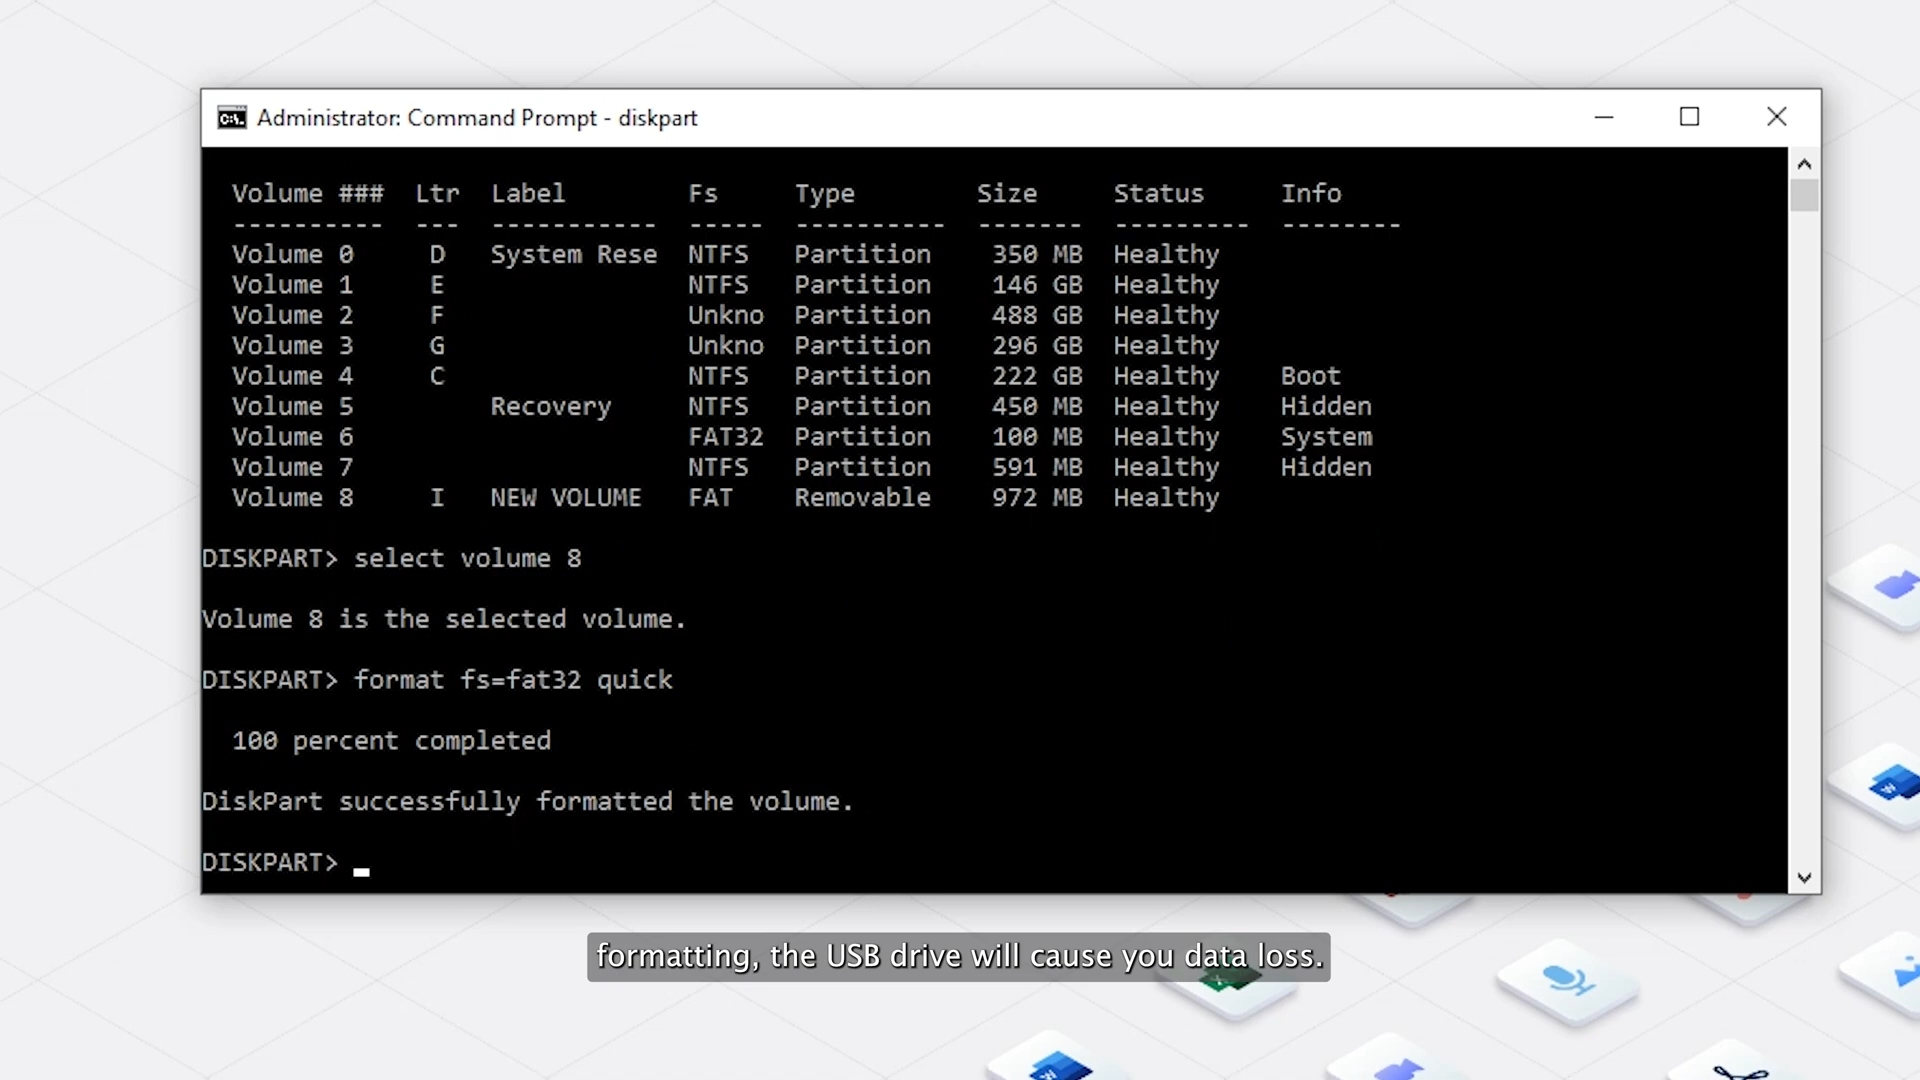 Administrator: Command Prompt - diskpart
Volume ###  Ltr  Label        Fs     Type        Size     Status     Info
----------  ---  -----------  -----  ----------  -------  ---------  --------
Volume 0     D   System Rese  NTFS   Partition    350 MB  Healthy
Volume 1     E                NTFS   Partition    146 GB  Healthy
Volume 2     F                Unkno  Partition    488 GB  Healthy
Volume 3     G                Unkno  Partition    296 GB  Healthy
Volume 4     C                NTFS   Partition    222 GB  Healthy    Boot
Volume 5         Recovery     NTFS   Partition    450 MB  Healthy    Hidden
Volume 6                      FAT32  Partition    100 MB  Healthy    System
Volume 7                      NTFS   Partition    591 MB  Healthy    Hidden
Volume 8     I   NEW VOLUME   FAT    Removable    972 MB  Healthy
DISKPART> select volume 8
Volume 8 is the selected volume.
DISKPART> format fs=fat32 quick
100 percent completed
DiskPart successfully formatted the volume.
DISKPART>
formatting, the USB drive will cause you data loss.